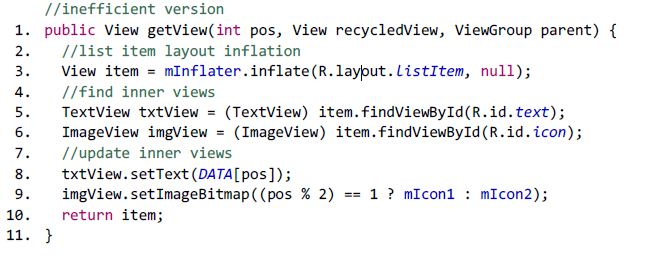 //inefficient version
1. public View getView(int pos, View recycledView, ViewGroup parent) {
2. //list item layout inflation
3. View item = mInflater.inflate(R.layout.listItem, null);
4. //find inner views
5. TextView txtView = (TextView) item.findViewById(R.id.text);
6. ImageView imgView = (ImageView) item.findViewById(R.id.icon);
7. //update inner views
8. txtView.setText(DATA[pos]);
9. imgView.setImageBitmap((pos % 2) == 1 ? mIcon1 : mIcon2);
10. return item;
11. }